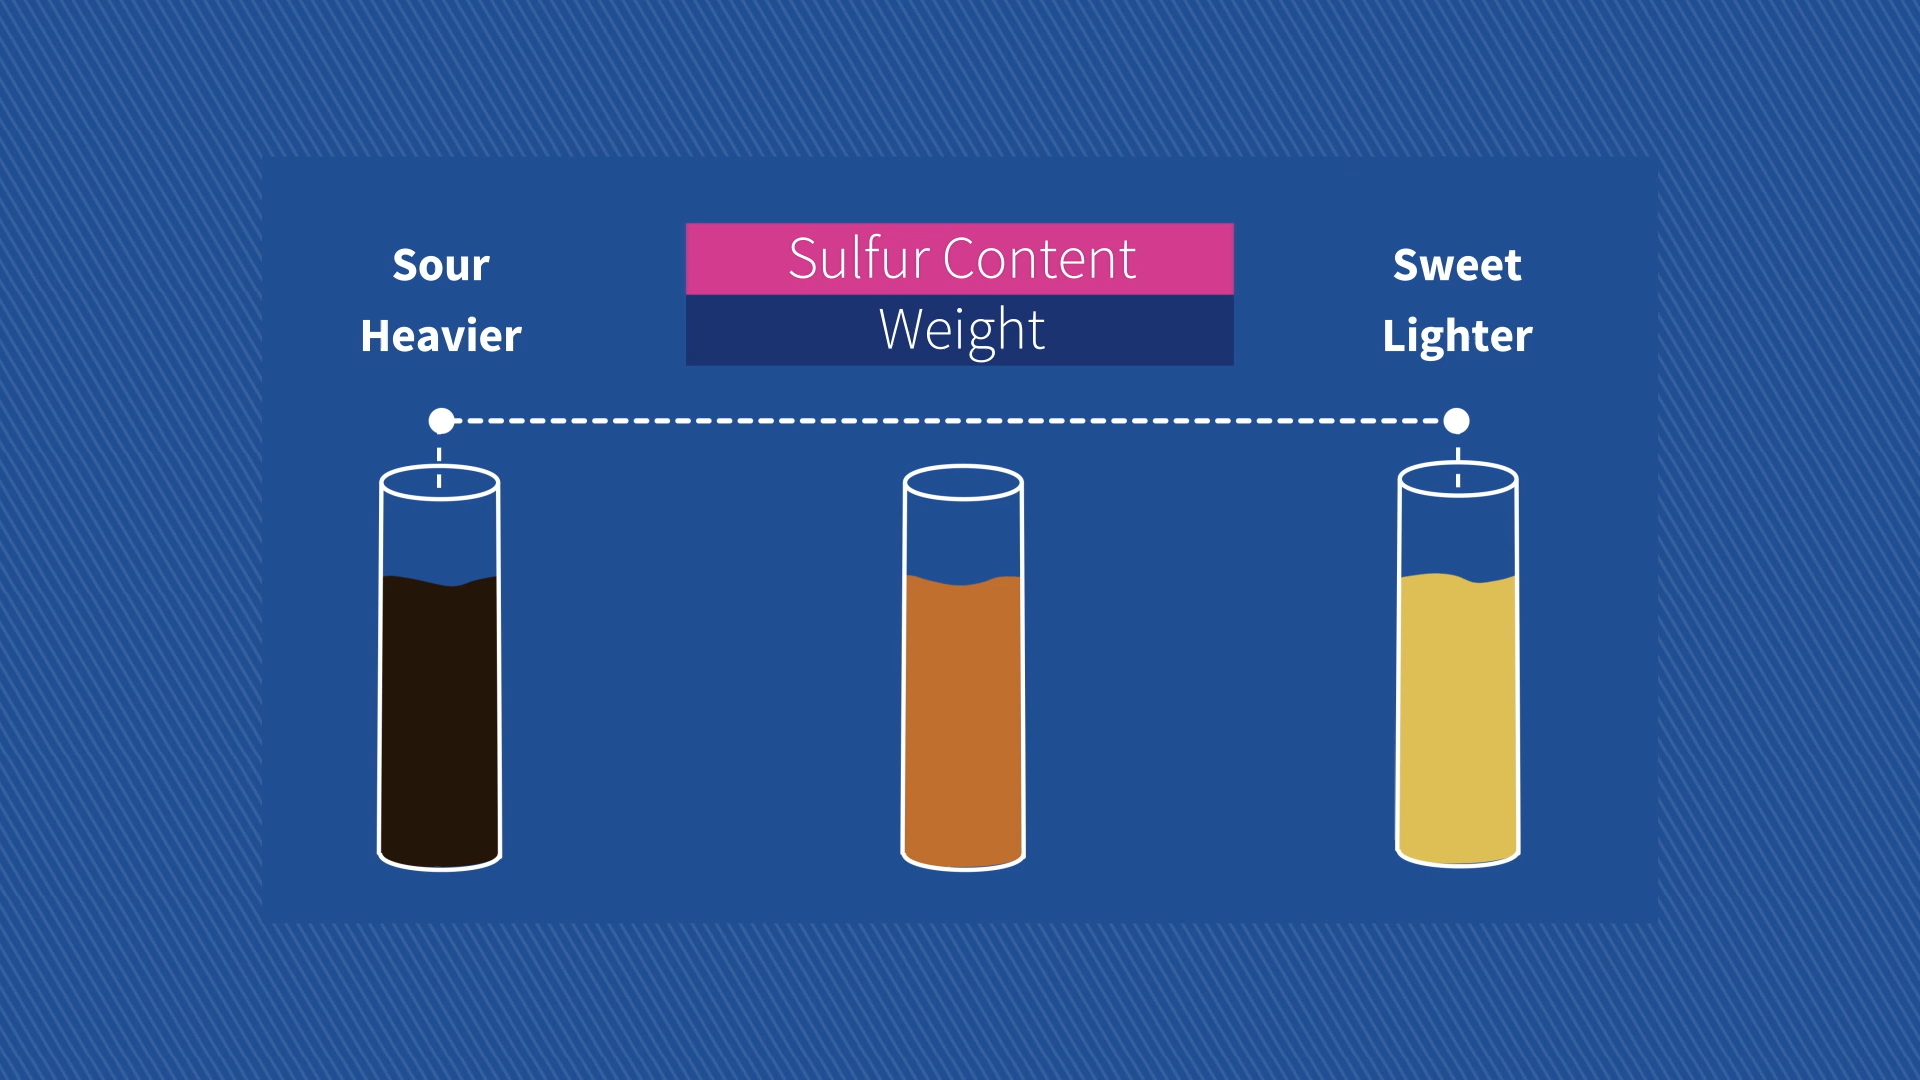 Sour
Heavier
Sulfur Content
Weight
Sweet
Lighter